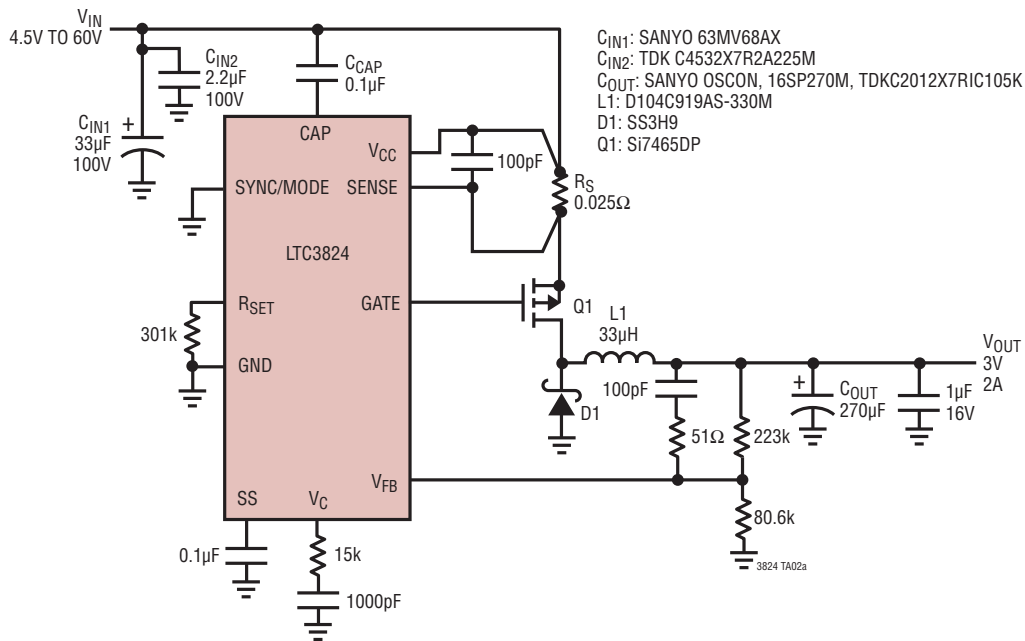 VIN
4.5V TO 60V
CIN2
2.2µF
100V
CCAP
0.1µF
CIN1: SANYO 63MV68AX
CIN2: TDK C4532X7R2A225M
COUT: SANYO OSCON, 16SP270M, TDKC2012X7RIC105K
L1: D104C919AS-330M
D1: SS3H9
Q1: Si7465DP
+
CIN1
33µF
100V
CAP
VCC
100pF
SYNC/MODE
SENSE
RS
0.025Ω
LTC3824
RSET
GATE
Q1
L1
33µH
301k
GND
VOUT
3V
2A
100pF
D1
+
COUT
270µF
1µF
16V
51Ω
223k
VFB
SS
VC
80.6k
0.1µF
15k
1000pF
3824 TA02a